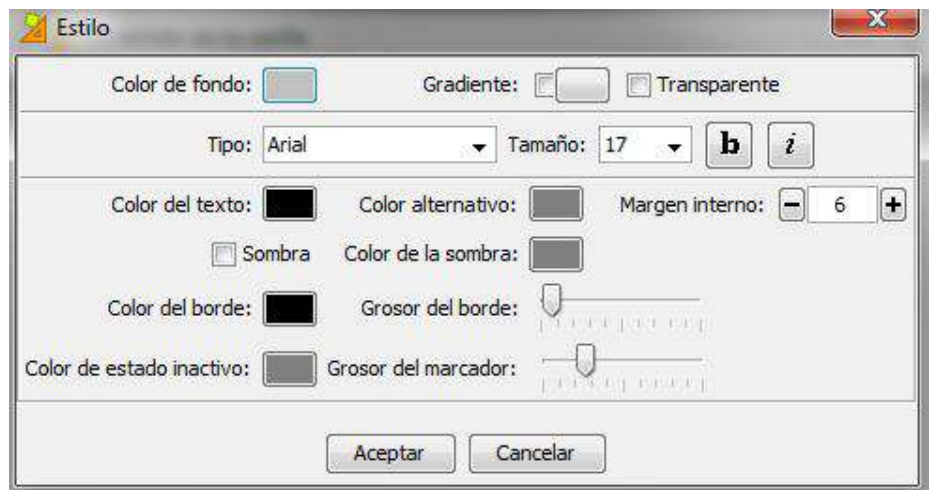 Estilo
Color de fondo: Gradiente: Transparente
Tipo: Arial Tamaño: 17 b i
Color del texto: Color alternativo: Margen interno: - 6 +
Sombra Color de la sombra:
Color del borde: Grosor del borde:
Color de estado inactivo: Grosor del marcador:
Aceptar Cancelar